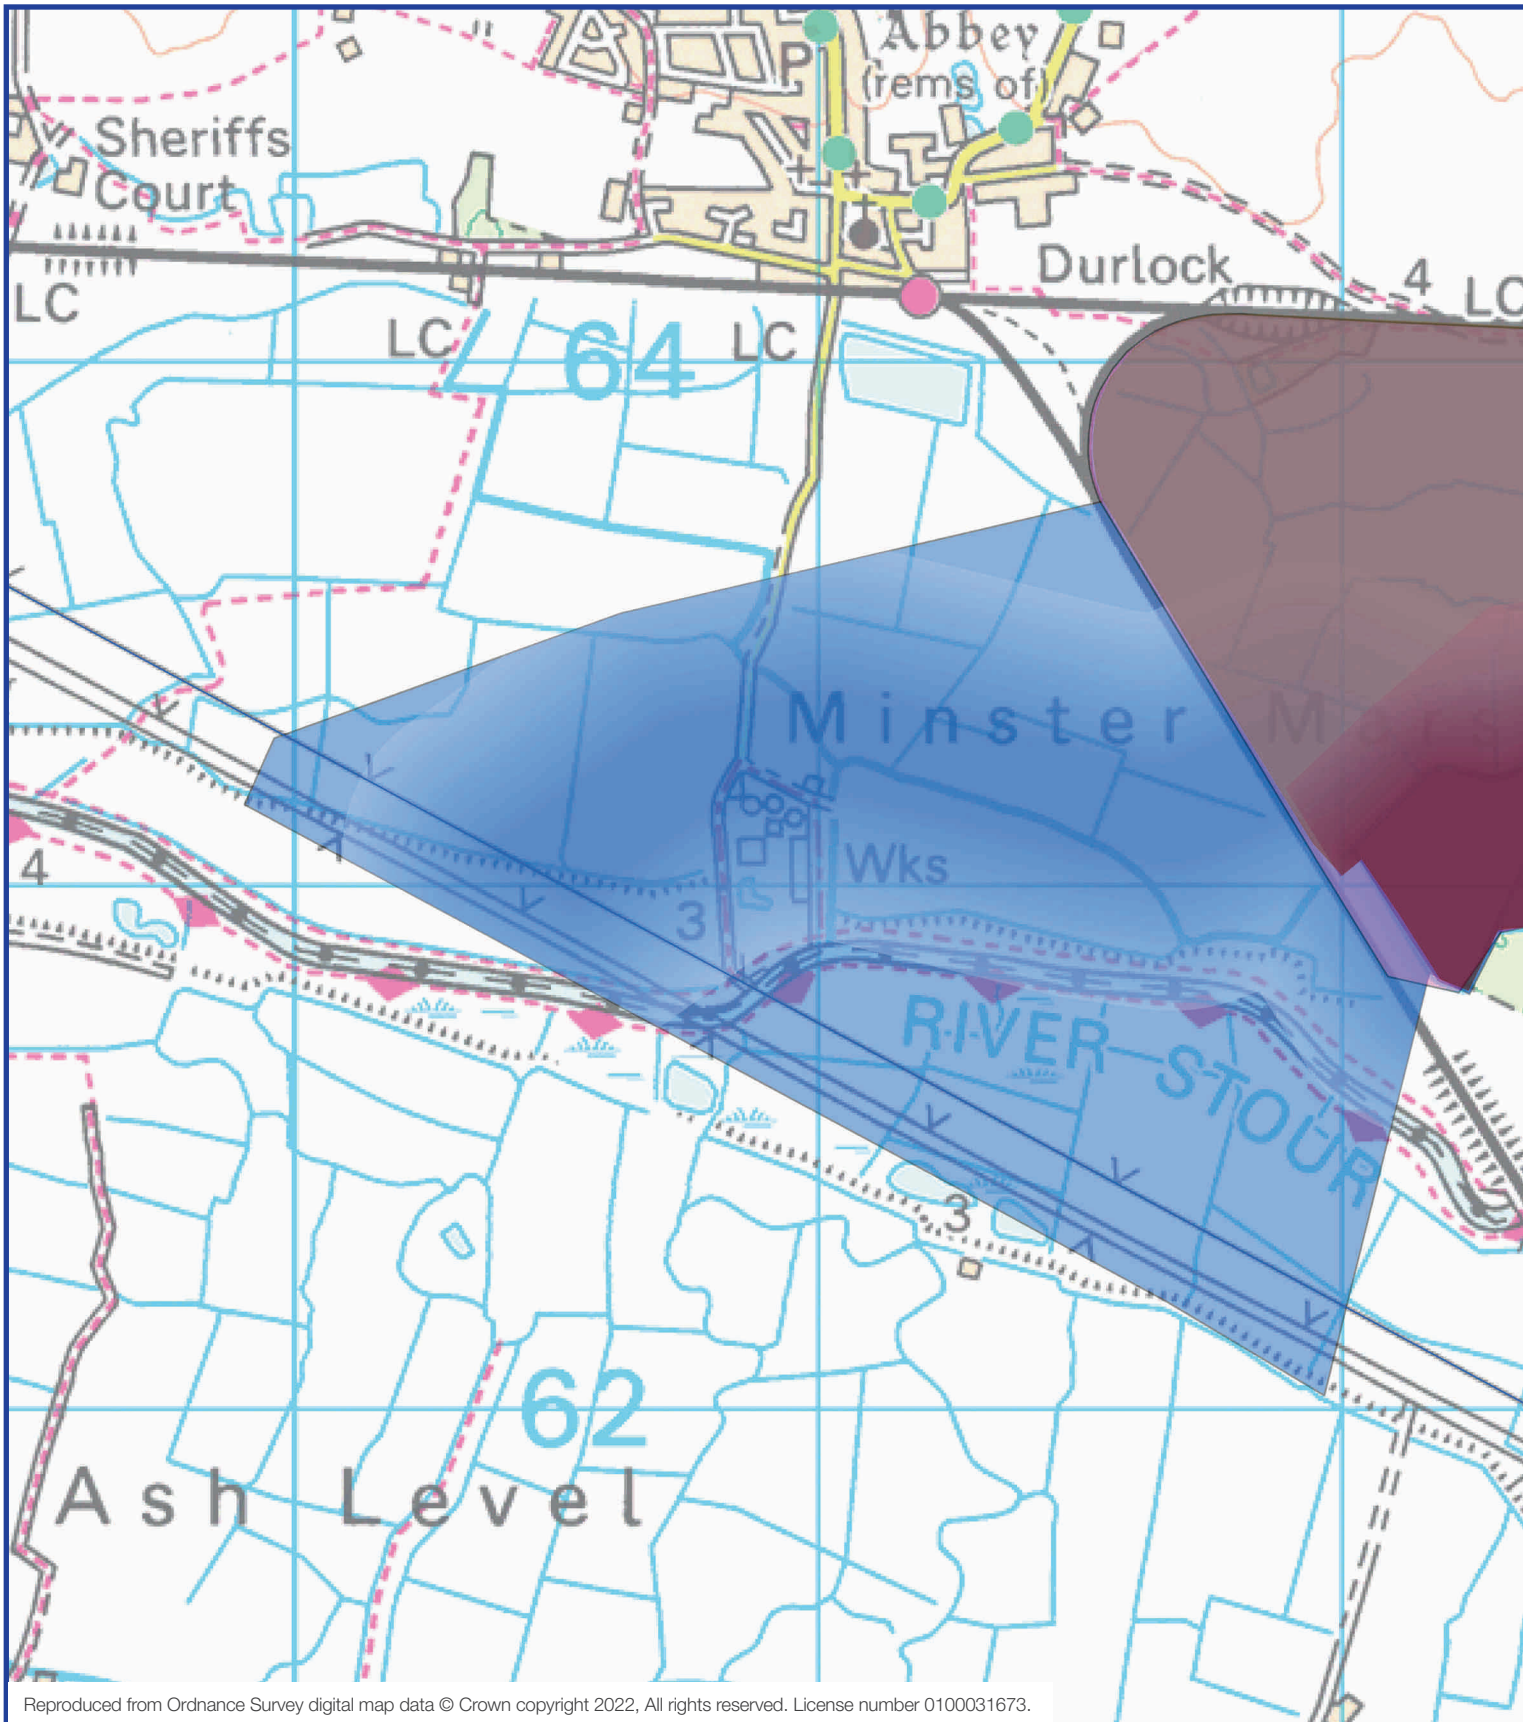 Abbey
P
(rems of)
Sheriffs
Court
Durlock
4
LC
LC
LC
LC
64
Minster Mars
Wks
4
3
RIVER STOUR
3
62
Ash Level
Reproduced from Ordnance Survey digital map data © Crown copyright 2022, All rights reserved. License number 0100031673.